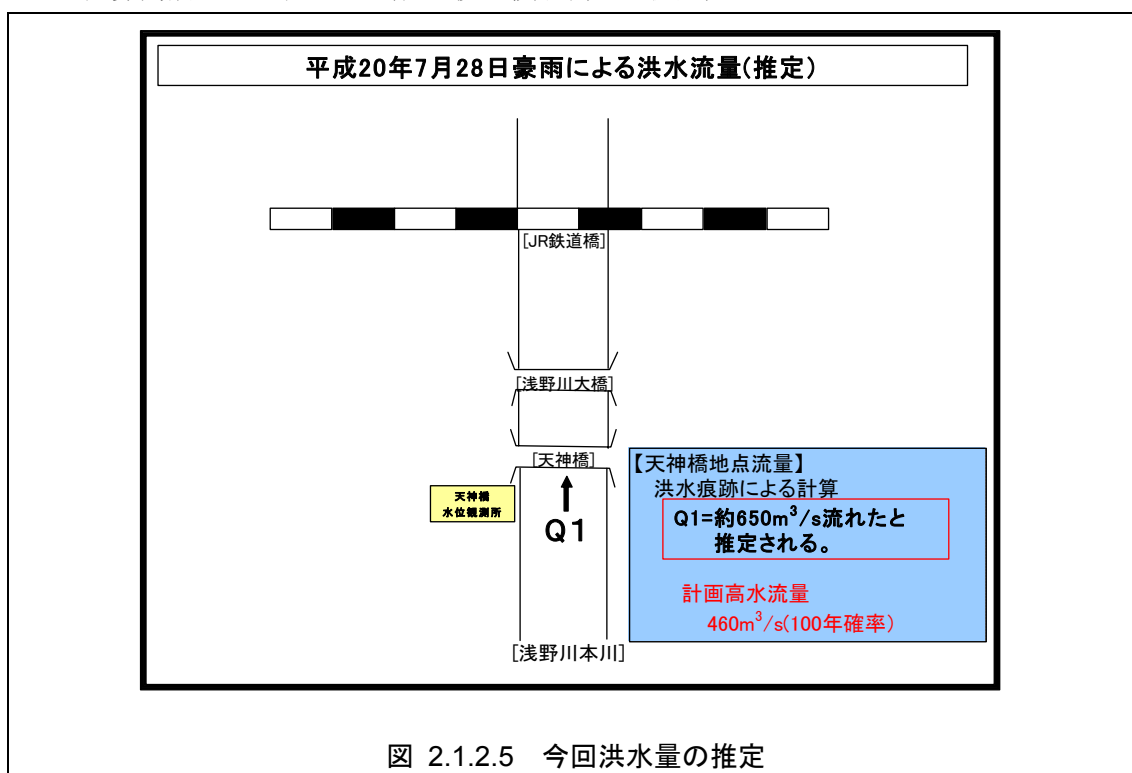 平成20年7月28日豪雨による洪水流量(推定)
[JR鉄道橋]
[浅野川大橋]
[天神橋]
天神橋
水位観測所
Q1
【天神橋地点流量】
洪水痕跡による計算
Q1=約650m³/s流れたと
推定される。
計画高水流量
460m³/s(100年確率)
[浅野川本川]
図 2.1.2.5 今回洪水量の推定